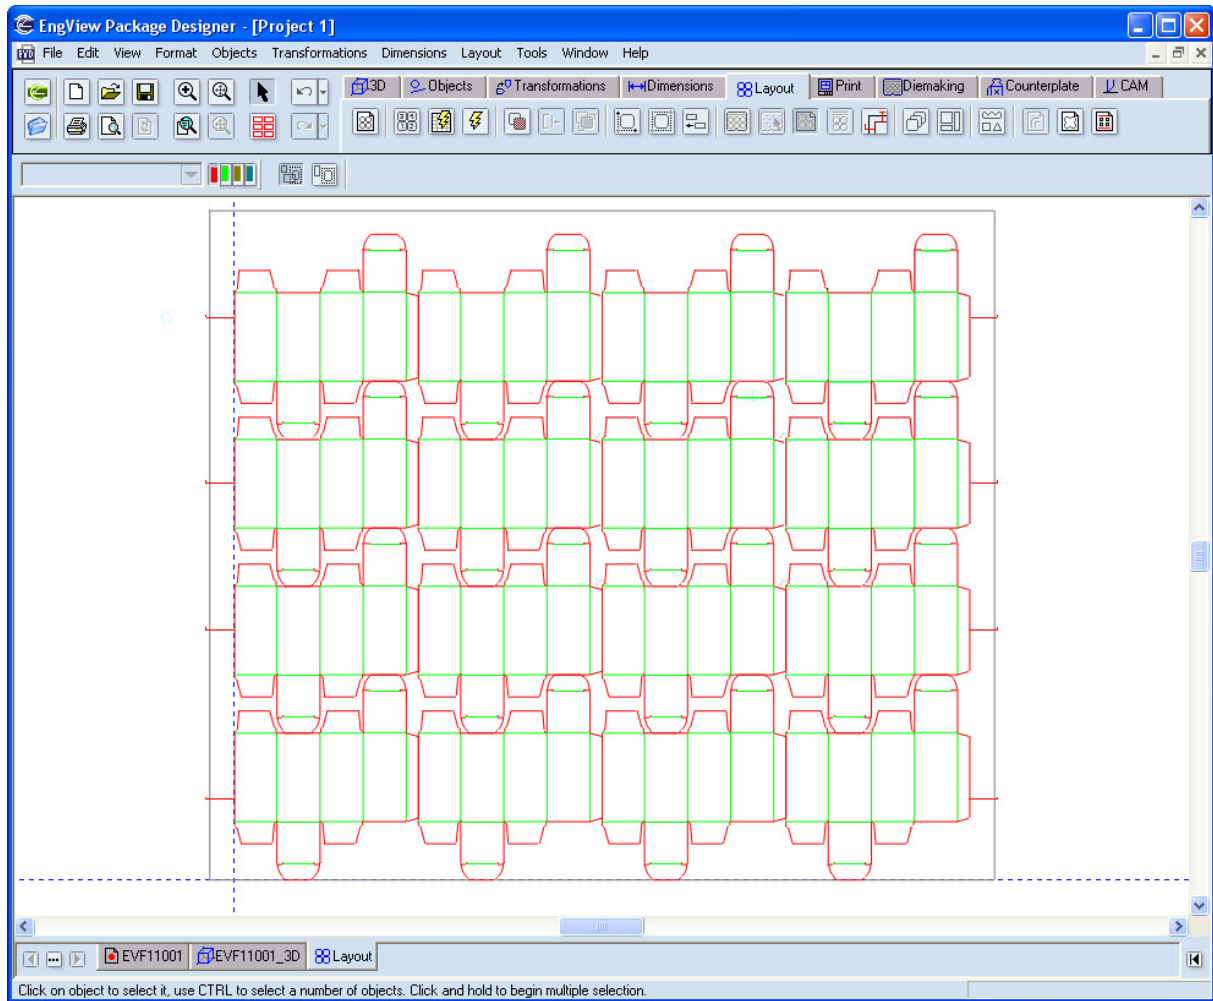 EngView Package Designer - [Project 1]
File Edit View Format Objects Transformations Dimensions Layout Tools Window Help
3D Objects Transformations Dimensions Layout Print Diemaking Counterplate CAM
EVF11001 EVF11001_3D Layout
Click on object to select it, use CTRL to select a number of objects. Click and hold to begin multiple selection.